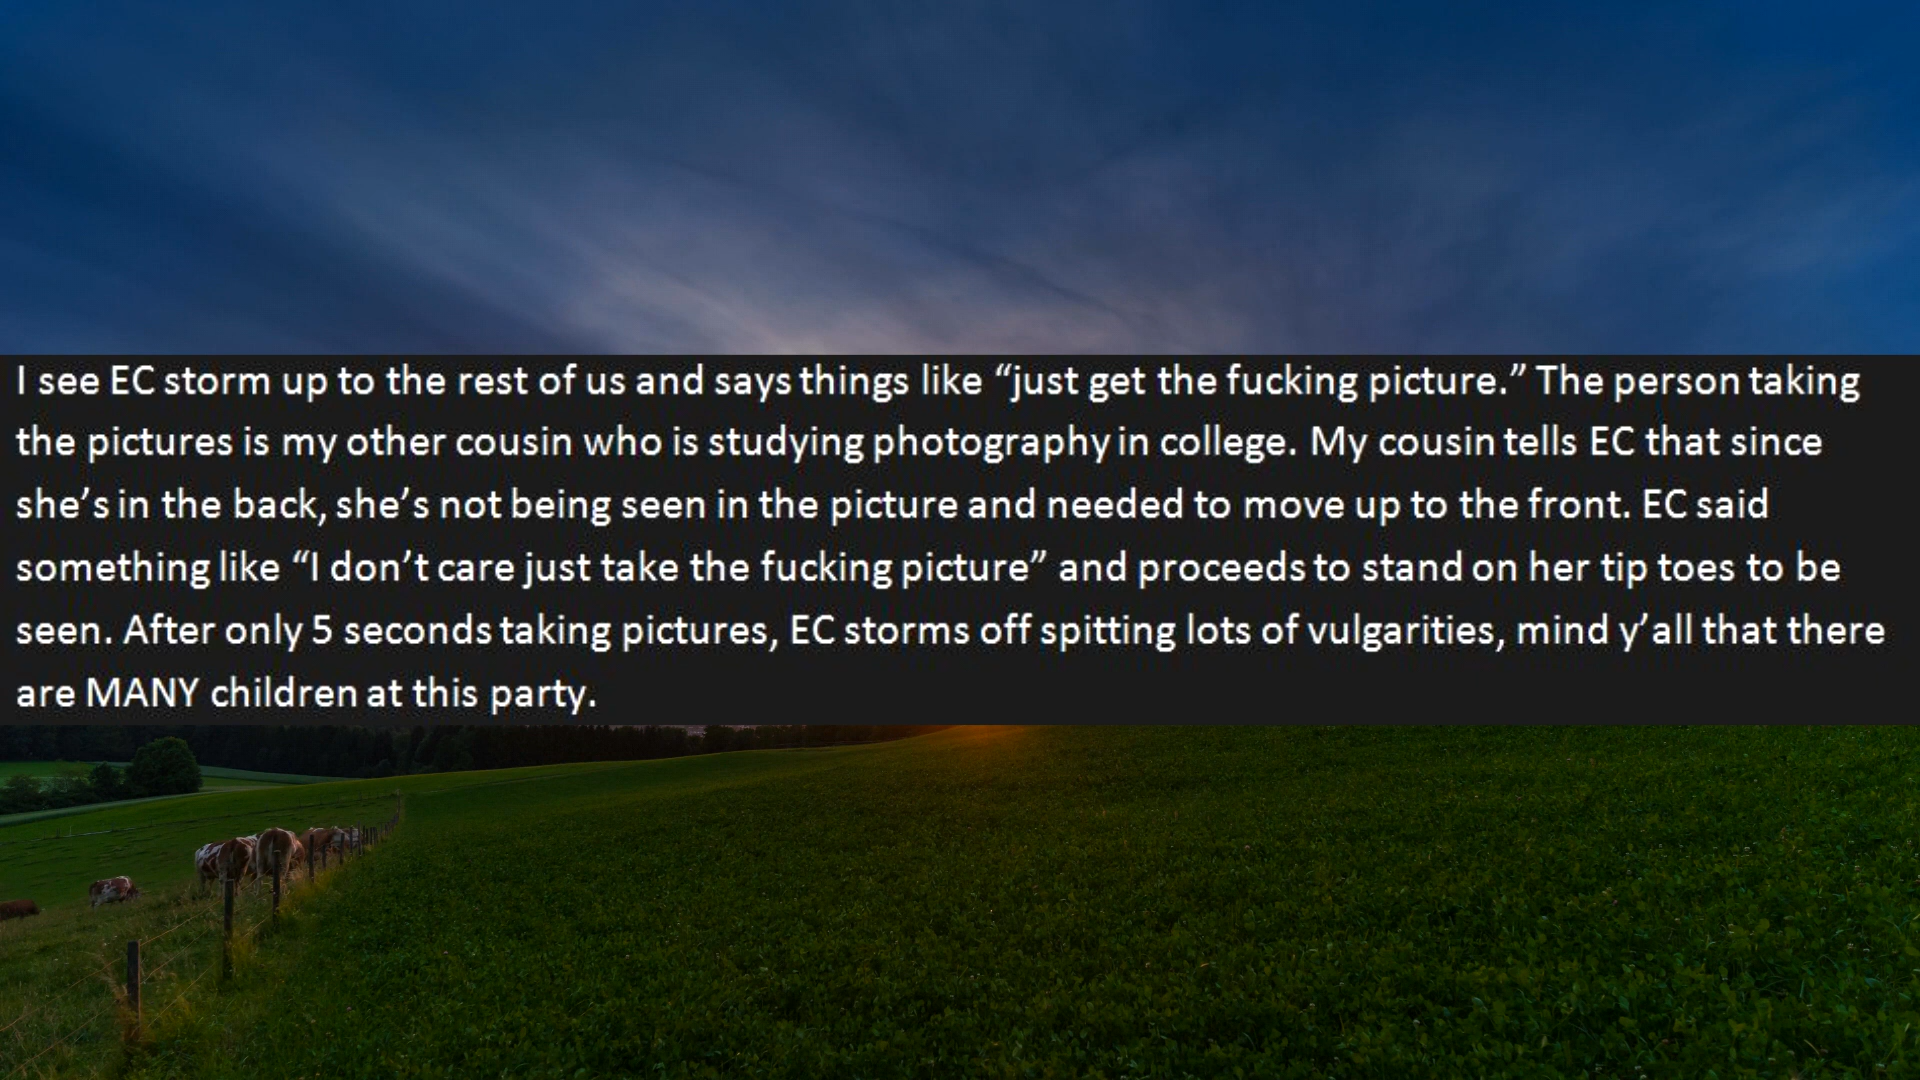 I see EC storm up to the rest of us and says things like “just get the fucking picture.” The person taking
the pictures is my other cousin who is studying photography in college. My cousin tells EC that since
she’s in the back, she’s not being seen in the picture and needed to move up to the front. EC said
something like “I don’t care just take the fucking picture” and proceeds to stand on her tip toes to be
seen. After only 5 seconds taking pictures, EC storms off spitting lots of vulgarities, mind y’all that there
are MANY children at this party.